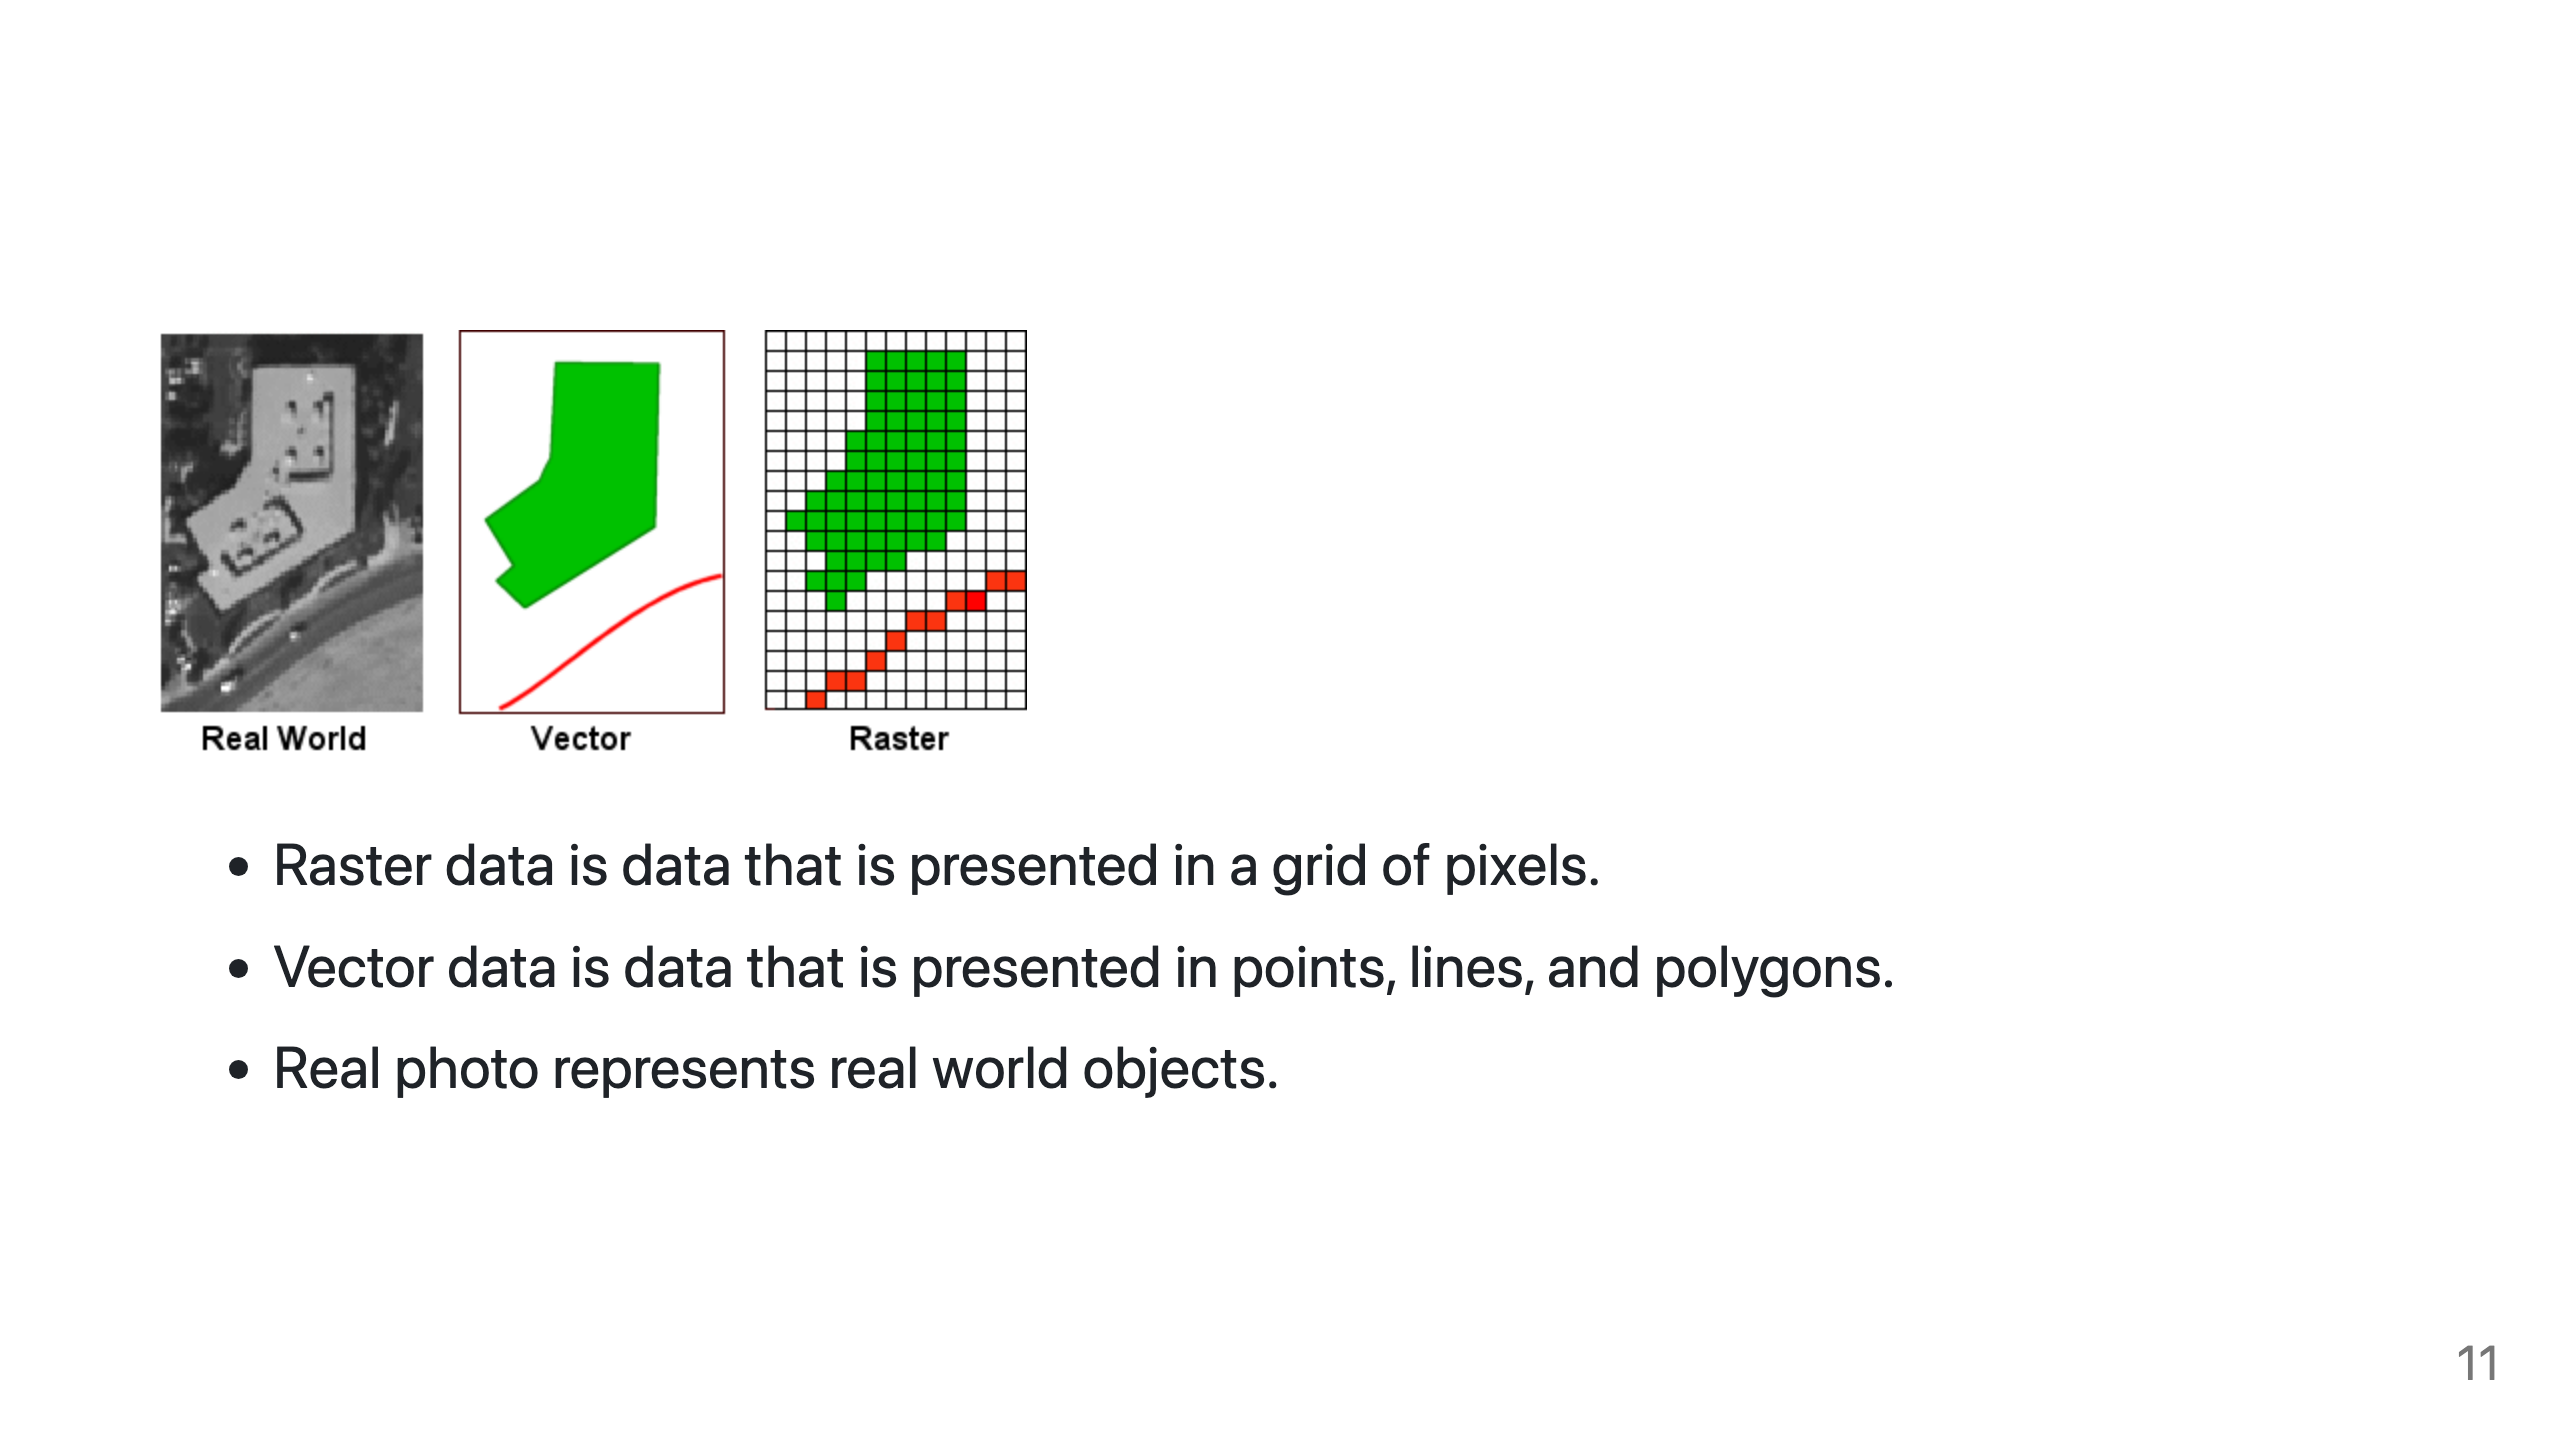 Real World
Vector
Raster
• Raster data is data that is presented in a grid of pixels.
• Vector data is data that is presented in points, lines, and polygons.
• Real photo represents real world objects.
11